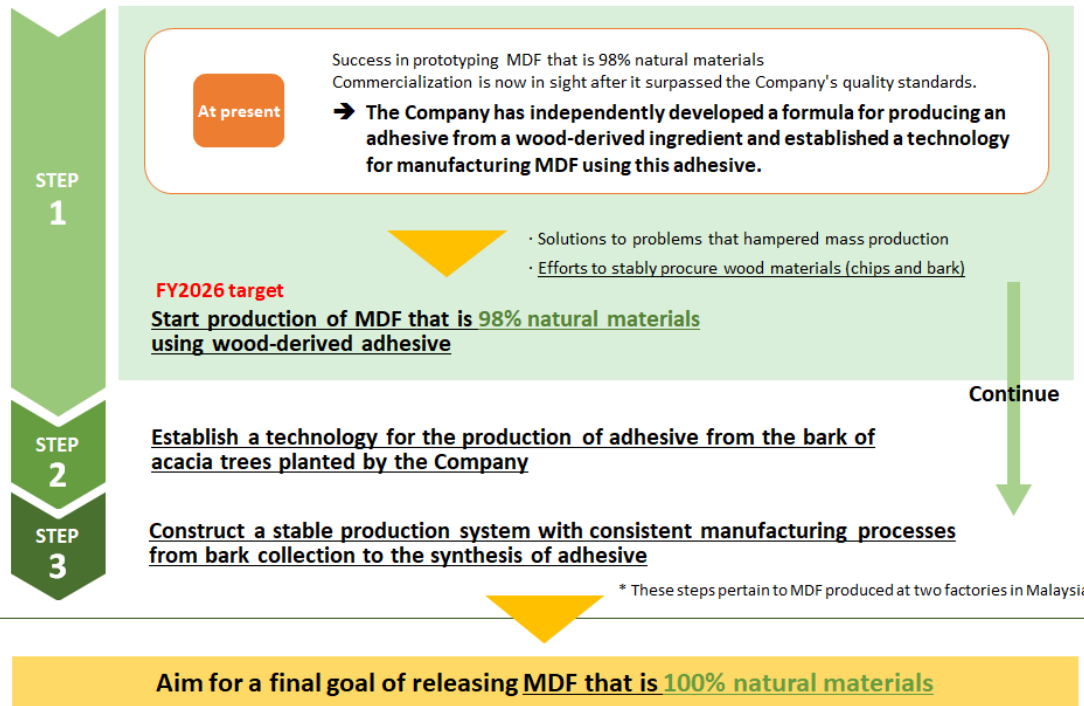 Success in prototyping MDF that is 98% natural materials
Commercialization is now in sight after it surpassed the Company's quality standards.
At present
➔ The Company has independently developed a formula for producing an
adhesive from a wood-derived ingredient and established a technology
for manufacturing MDF using this adhesive.
STEP
1
· Solutions to problems that hampered mass production
· Efforts to stably procure wood materials (chips and bark)
FY2026 target
Start production of MDF that is 98% natural materials
using wood-derived adhesive
Continue
STEP
2
Establish a technology for the production of adhesive from the bark of
acacia trees planted by the Company
STEP
3
Construct a stable production system with consistent manufacturing processes
from bark collection to the synthesis of adhesive
* These steps pertain to MDF produced at two factories in Malaysia
Aim for a final goal of releasing MDF that is 100% natural materials